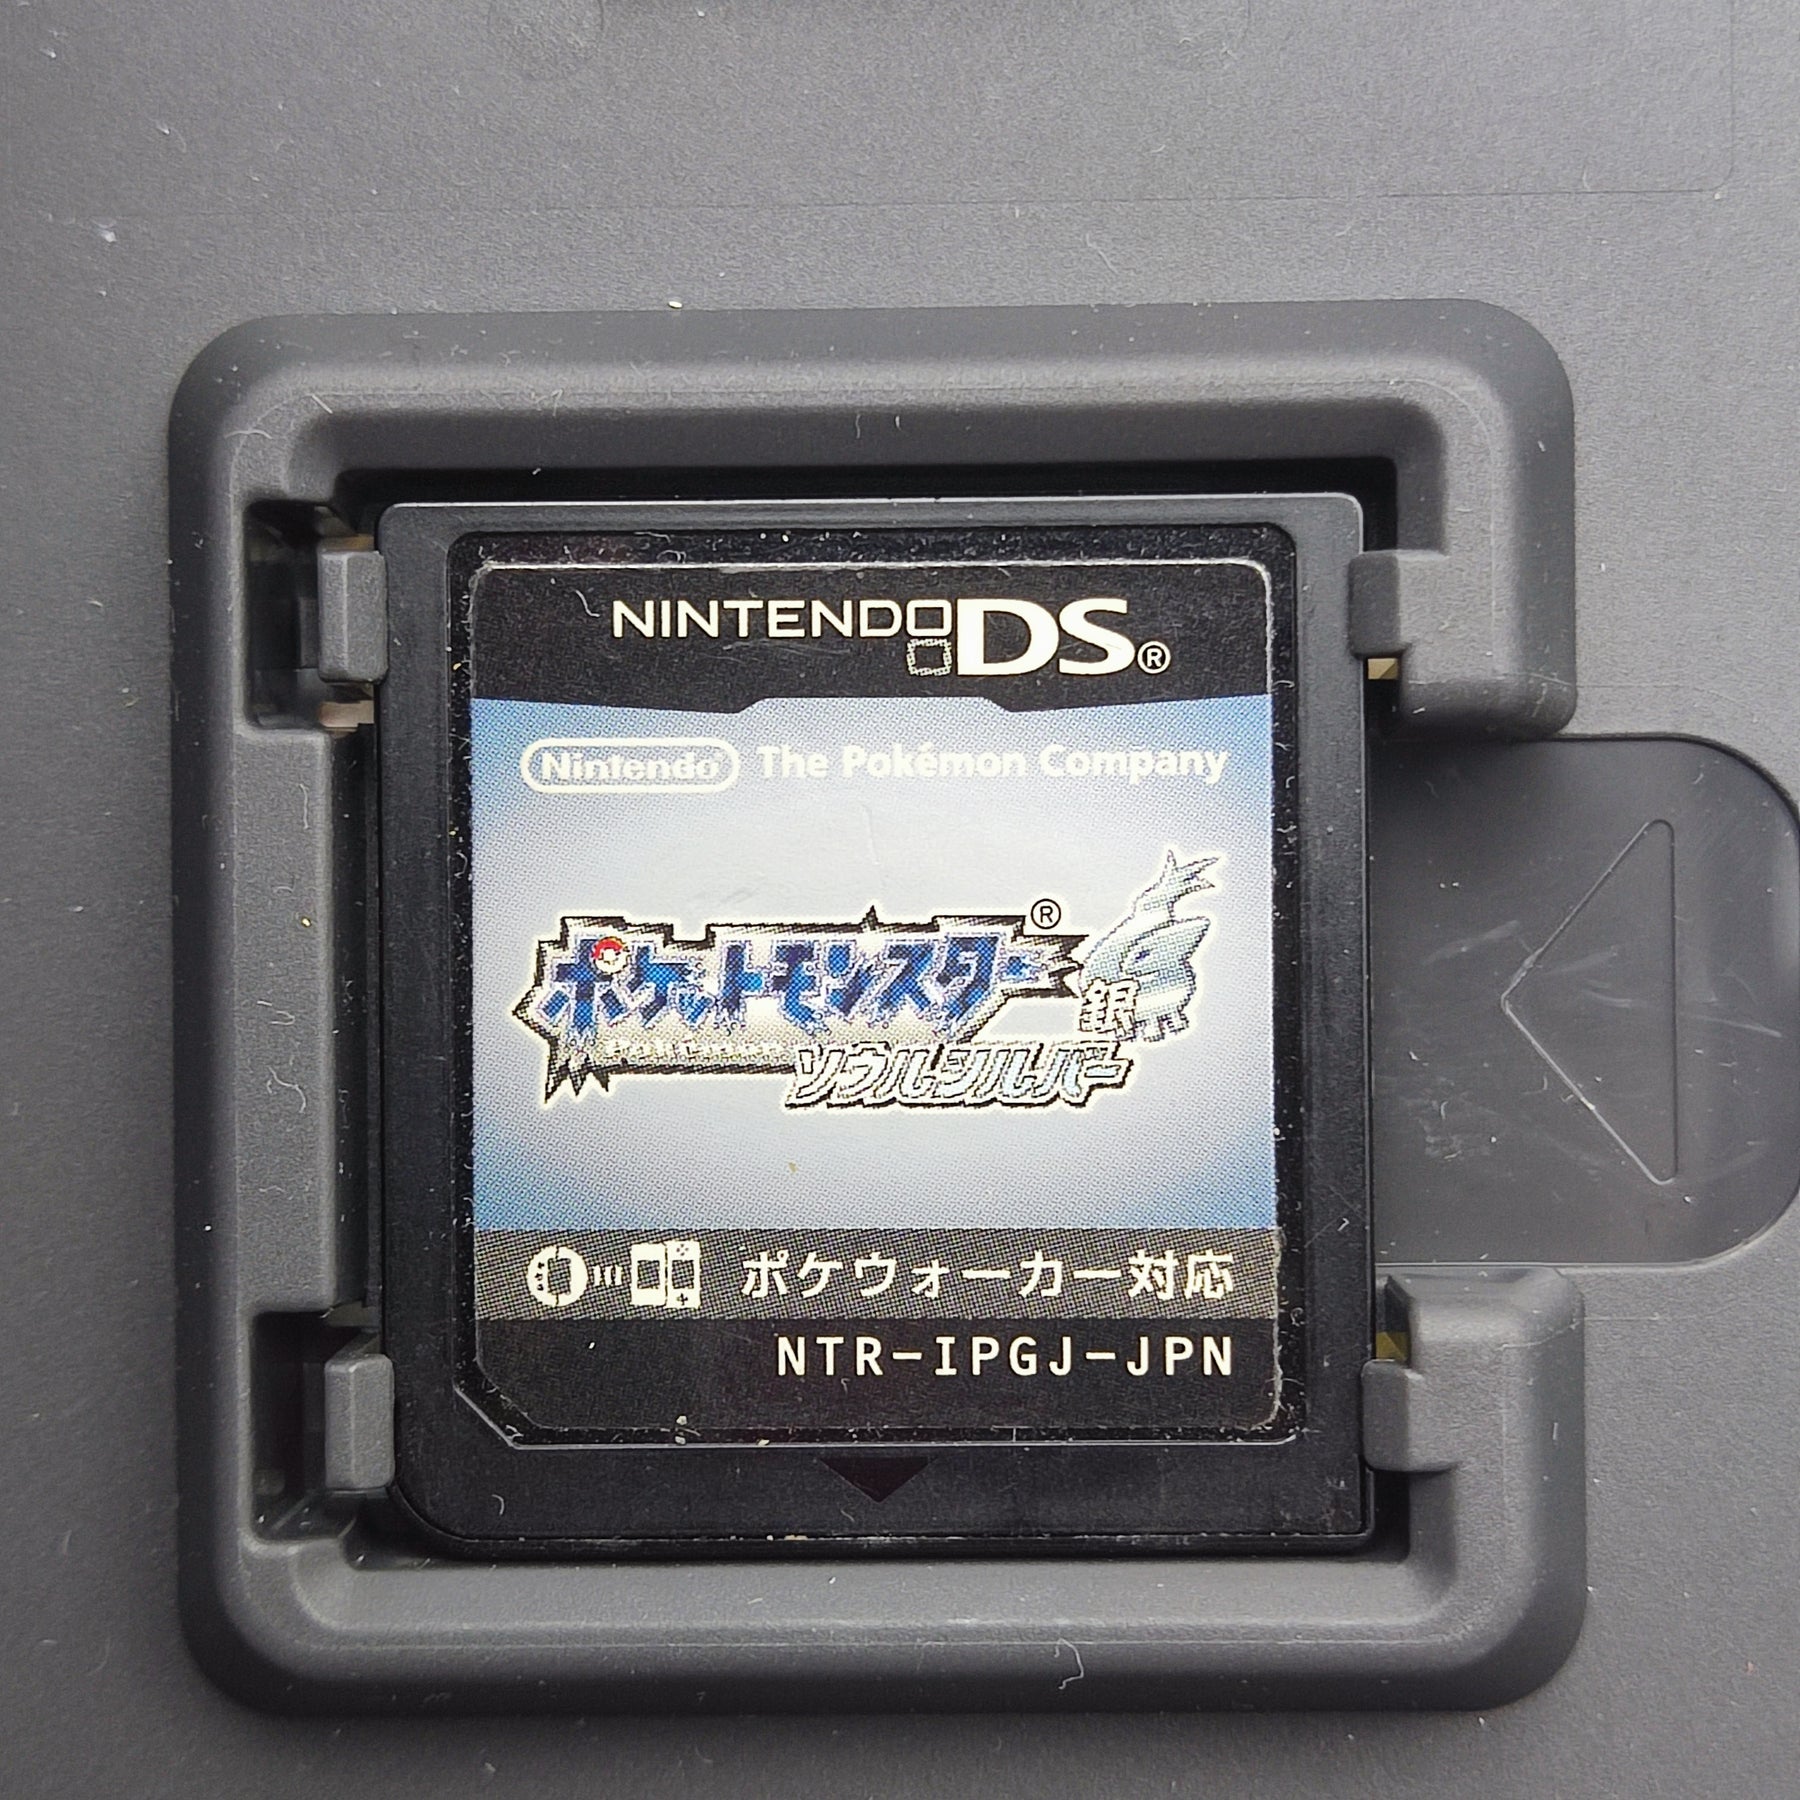 NINTENDO DS®
Nintendo® The Pokémon Company
ポケットモンスター®
Pokémon
銀
ソウルシルバー
ポケウォーカー対応
NTR-IPGJ-JPN